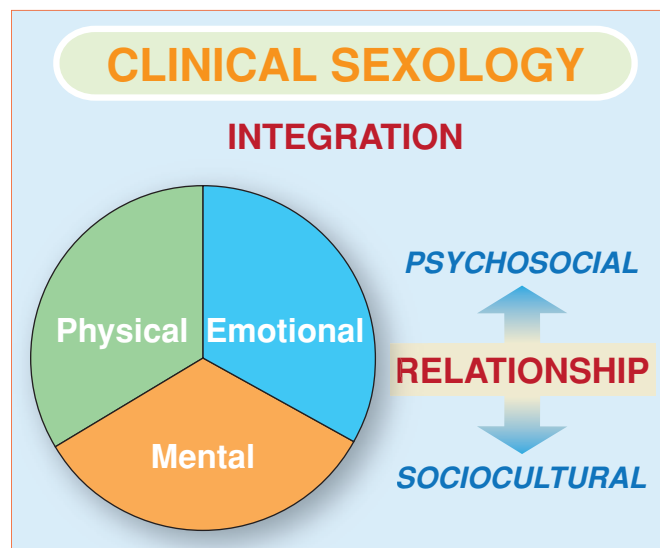 CLINICAL SEXOLOGY
INTEGRATION
Physical
Emotional
Mental
PSYCHOSOCIAL
RELATIONSHIP
SOCIOCULTURAL